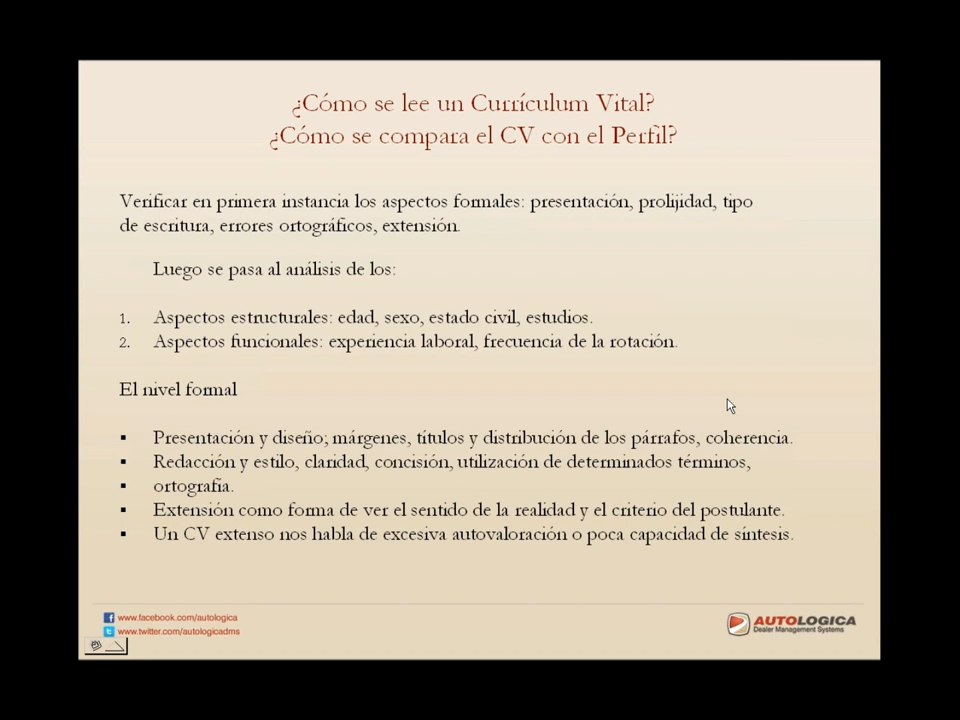 ¿Cómo se lee un Currículum Vital?
¿Cómo se compara el CV con el Perfil?
Verificar en primera instancia los aspectos formales: presentación, prolijidad, tipo
de escritura, errores ortográficos, extensión.
Luego se pasa al análisis de los:
1. Aspectos estructurales: edad, sexo, estado civil, estudios.
2. Aspectos funcionales: experiencia laboral, frecuencia de la rotación.
El nivel formal
▪ Presentación y diseño; márgenes, títulos y distribución de los párrafos, coherencia.
▪ Redacción y estilo, claridad, concisión, utilización de determinados términos,
▪ ortografía.
▪ Extensión como forma de ver el sentido de la realidad y el criterio del postulante.
▪ Un CV extenso nos habla de excesiva autovaloración o poca capacidad de síntesis.
www.facebook.com/autologica
www.twitter.com/autologicadms
AUTOLOGICA
Dealer Management Systems